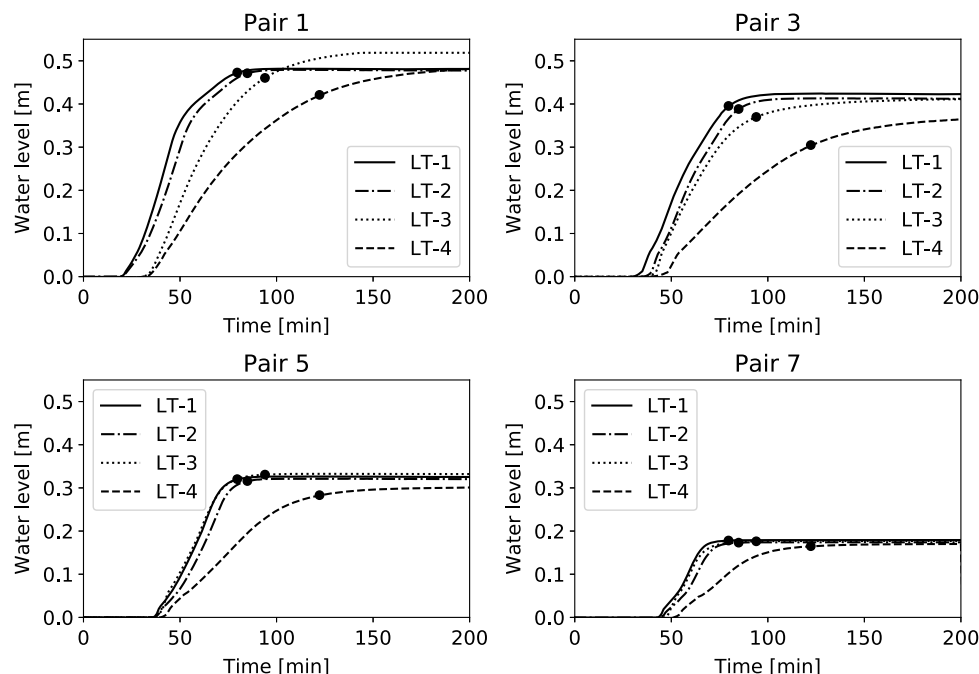 Pair 1
Water level [m]
0.5
0.4
0.3
0.2
0.1
0.0
LT-1
LT-2
LT-3
LT-4
0 50 100 150 200
Time [min]
Pair 3
Water level [m]
0.5
0.4
0.3
0.2
0.1
0.0
LT-1
LT-2
LT-3
LT-4
0 50 100 150 200
Time [min]
Pair 5
Water level [m]
0.5
0.4
0.3
0.2
0.1
0.0
LT-1
LT-2
LT-3
LT-4
0 50 100 150 200
Time [min]
Pair 7
Water level [m]
0.5
0.4
0.3
0.2
0.1
0.0
LT-1
LT-2
LT-3
LT-4
0 50 100 150 200
Time [min]